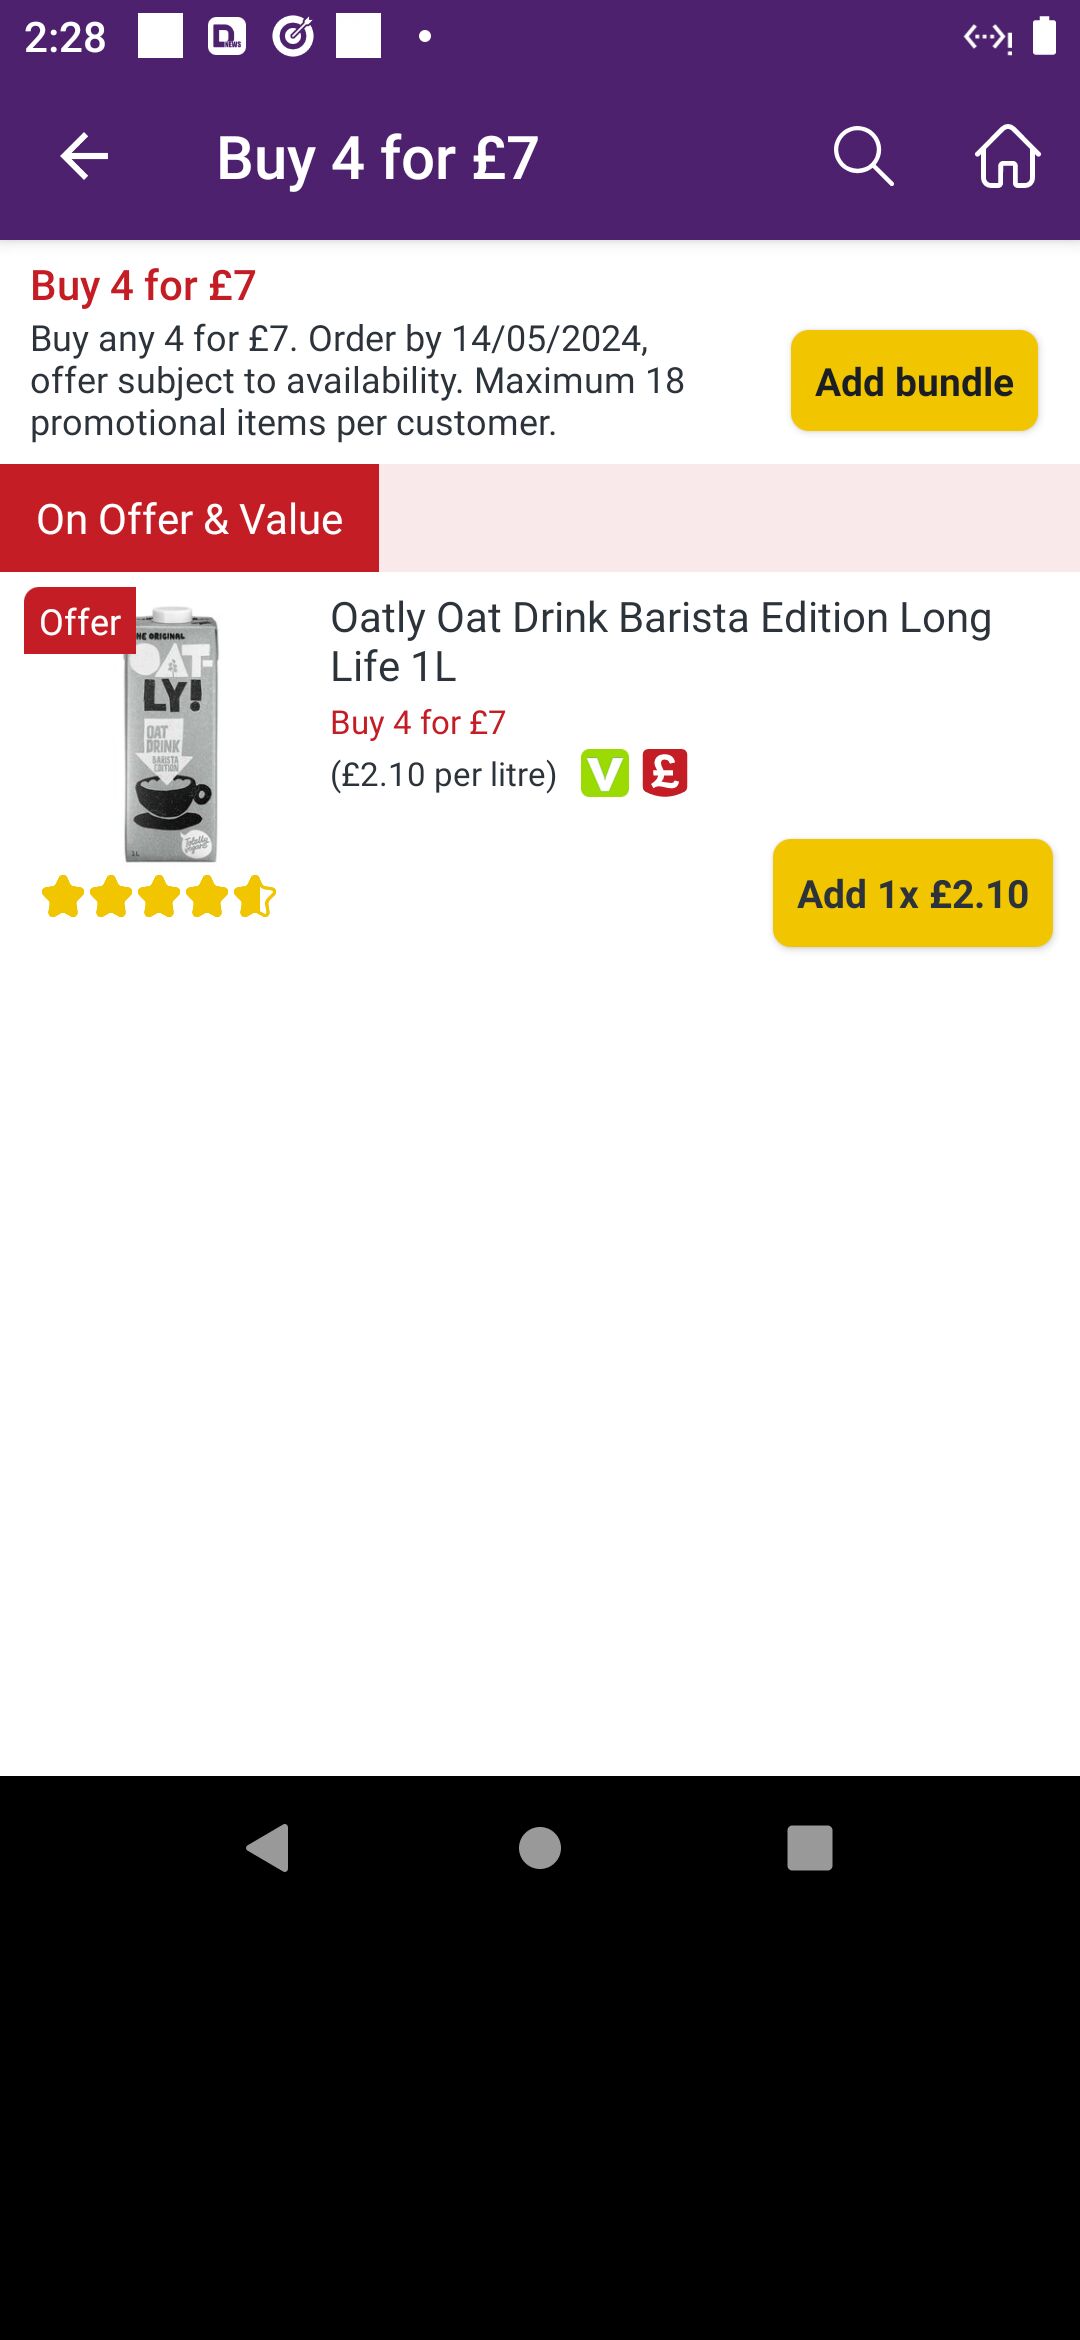 2:28
Buy 4 for £7
Buy 4 for £7
Buy any 4 for £7. Order by 14/05/2024,
offer subject to availability. Maximum 18
promotional items per customer.
Add bundle
On Offer & Value
Offer
Oatly Oat Drink Barista Edition Long
Life 1L
Buy 4 for £7
(£2.10 per litre)
V £
ORIGINAL
OAT-
LY!
OAT
DRINK
BARISTA
EDITION
Totally
vegan!
1L
Add 1x £2.10